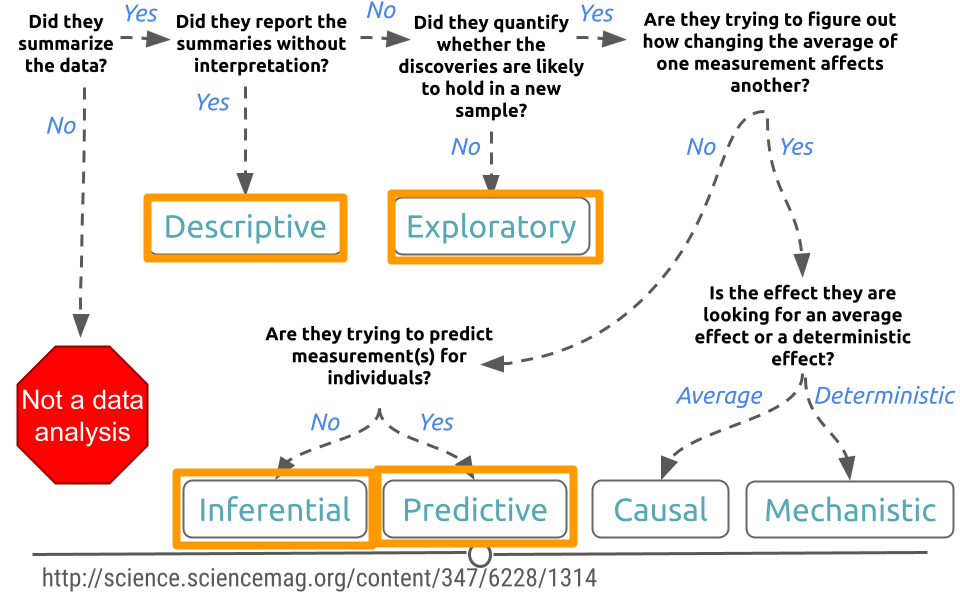 Did they
summarize
the data?
Yes
Did they report the
summaries without
interpretation?
No
Did they quantify
whether the
discoveries are likely
to hold in a new
sample?
Yes
Are they trying to figure out
how changing the average of
one measurement affects
another?
No
Yes
No
No
Yes
Descriptive
Exploratory
Is the effect they are
looking for an average
effect or a deterministic
effect?
Are they trying to predict
measurement(s) for
individuals?
Not a data
analysis
No
Yes
Average
Deterministic
Inferential
Predictive
Causal
Mechanistic
http://science.sciencemag.org/content/347/6228/1314